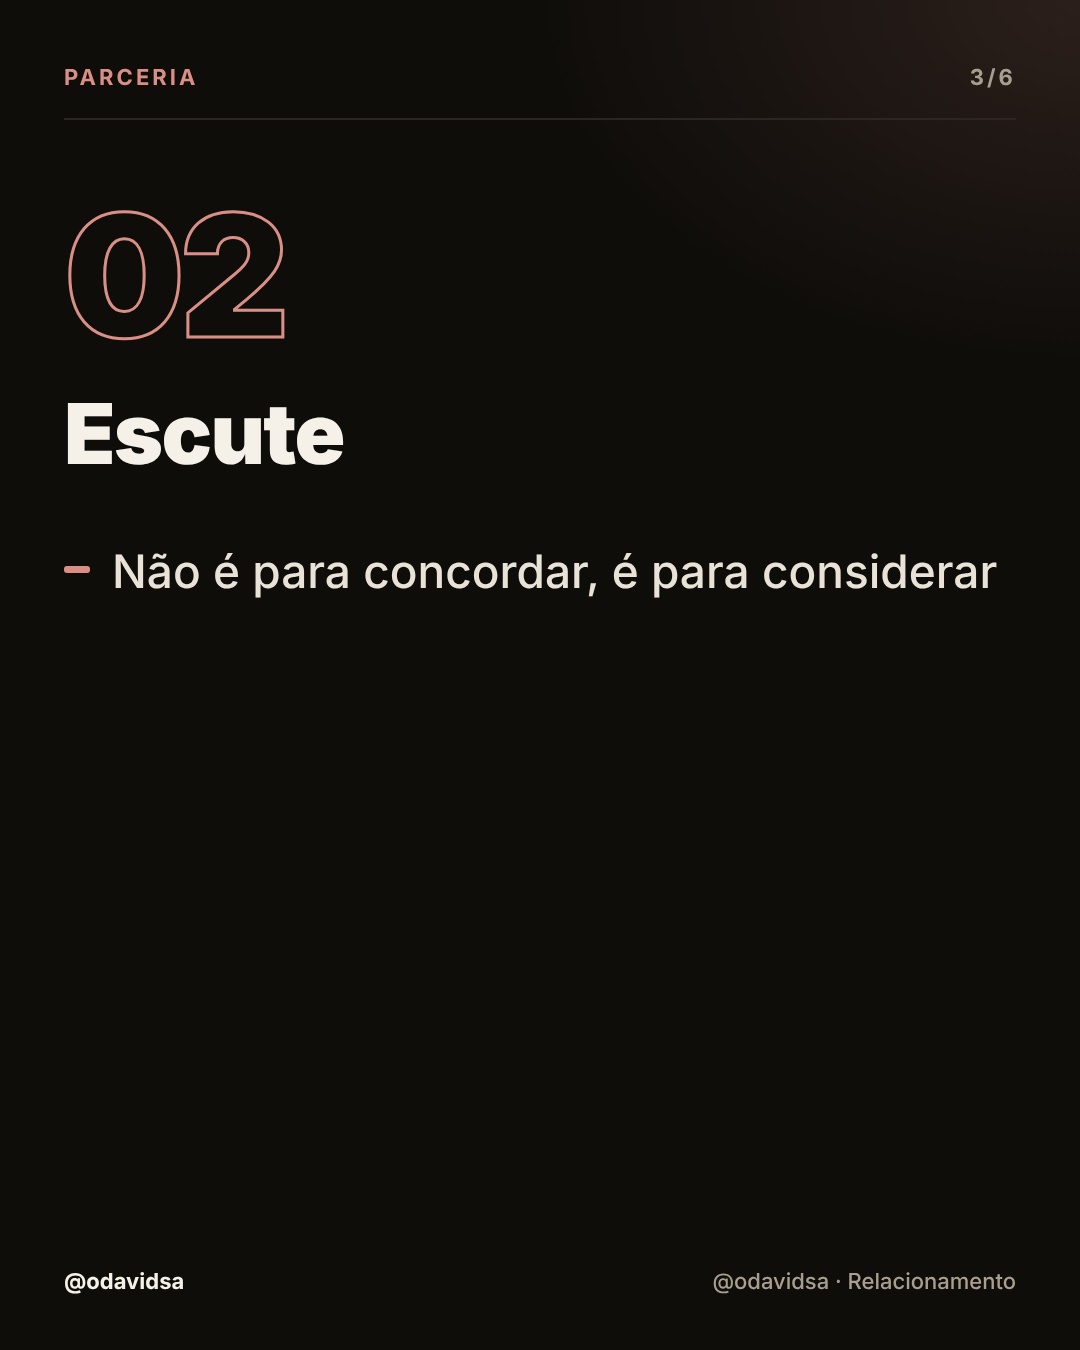 PARCERIA
3/6
02
Escute
Não é para concordar, é para considerar
@odavidsa
@odavidsa · Relacionamento